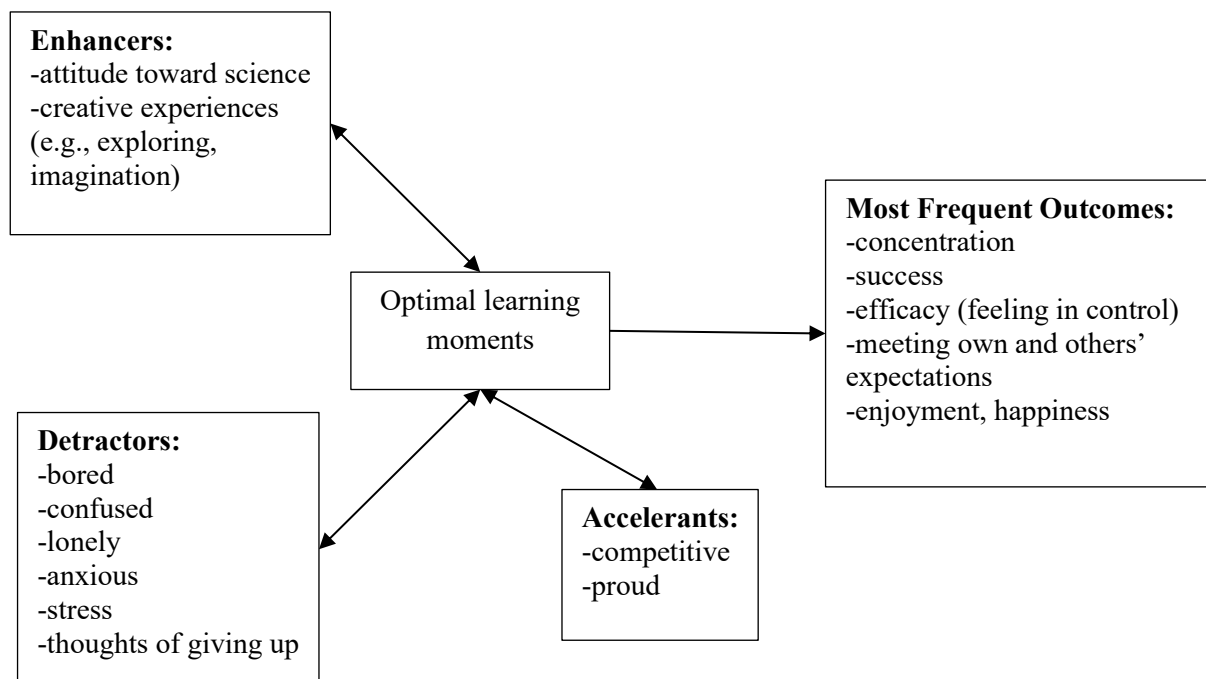 Enhancers:
-attitude toward science
-creative experiences
(e.g., exploring,
imagination)
Most Frequent Outcomes:
-concentration
-success
-efficacy (feeling in control)
-meeting own and others’
expectations
-enjoyment, happiness
Optimal learning
moments
Detractors:
-bored
-confused
-lonely
-anxious
-stress
-thoughts of giving up
Accelerants:
-competitive
-proud